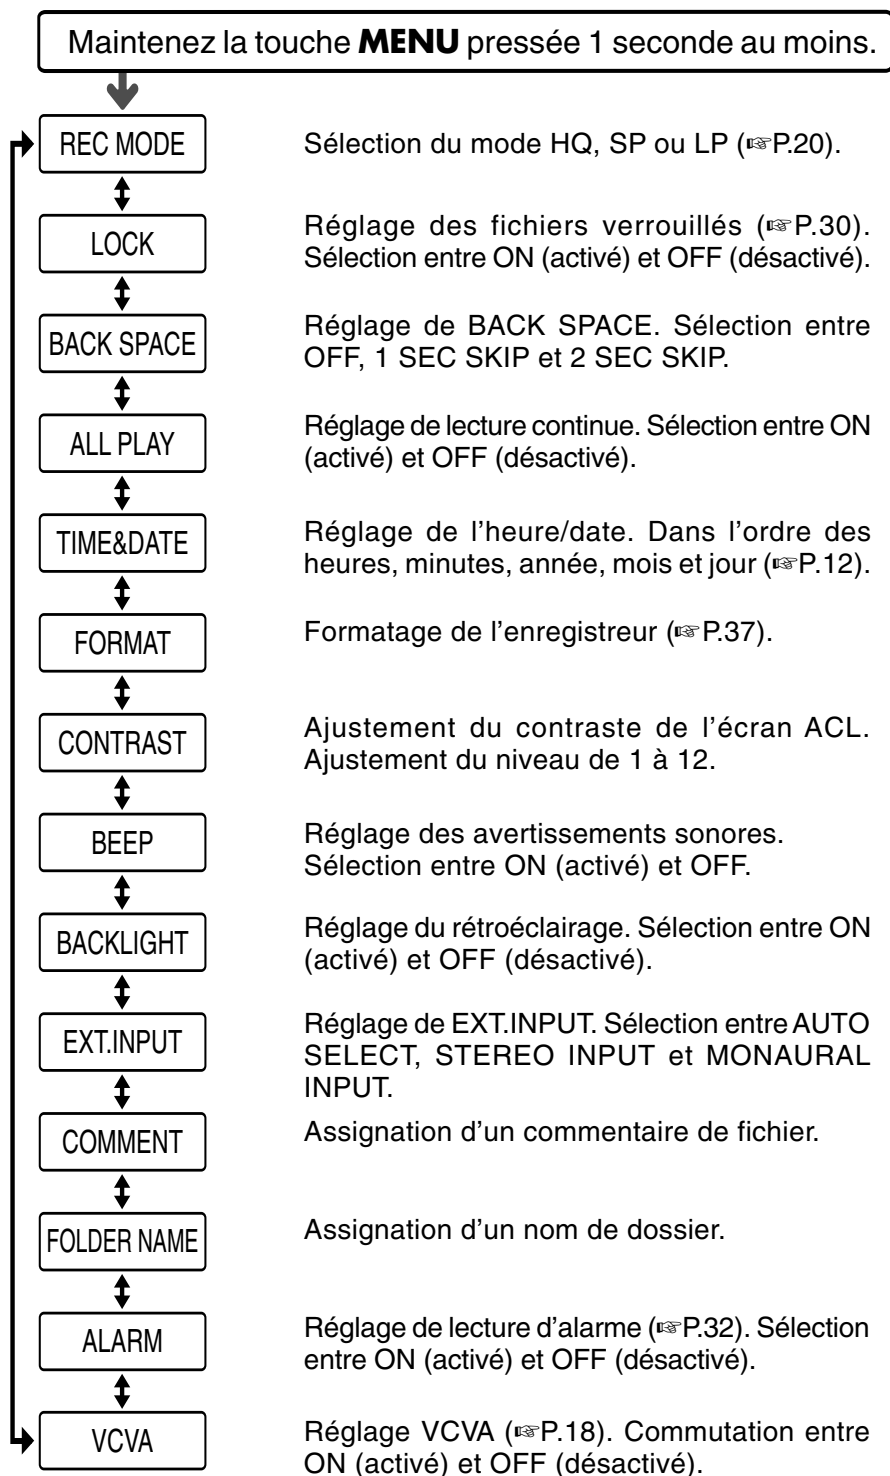 Maintenez la touche MENU pressée 1 seconde au moins.
REC MODE
Sélection du mode HQ, SP ou LP (☞P.20).
LOCK
Réglage des fichiers verrouillés (☞P.30).
Sélection entre ON (activé) et OFF (désactivé).
BACK SPACE
Réglage de BACK SPACE. Sélection entre
OFF, 1 SEC SKIP et 2 SEC SKIP.
ALL PLAY
Réglage de lecture continue. Sélection entre ON
(activé) et OFF (désactivé).
TIME&DATE
Réglage de l’heure/date. Dans l’ordre des
heures, minutes, année, mois et jour (☞P.12).
FORMAT
Formatage de l’enregistreur (☞P.37).
CONTRAST
Ajustement du contraste de l’écran ACL.
Ajustement du niveau de 1 à 12.
BEEP
Réglage des avertissements sonores.
Sélection entre ON (activé) et OFF.
BACKLIGHT
Réglage du rétroéclairage. Sélection entre ON
(activé) et OFF (désactivé).
EXT.INPUT
Réglage de EXT.INPUT. Sélection entre AUTO
SELECT, STEREO INPUT et MONAURAL
INPUT.
COMMENT
Assignation d’un commentaire de fichier.
FOLDER NAME
Assignation d’un nom de dossier.
ALARM
Réglage de lecture d’alarme (☞P.32). Sélection
entre ON (activé) et OFF (désactivé).
VCVA
Réglage VCVA (☞P.18). Commutation entre
ON (activé) et OFF (désactivé).